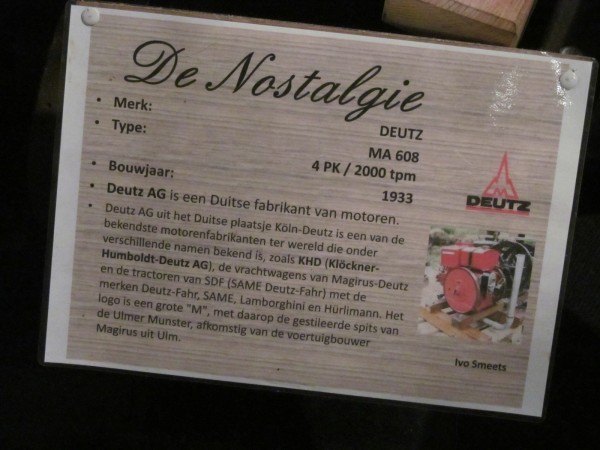 De Nostalgie
• Merk: DEUTZ
• Type: MA 608
4 PK / 2000 tpm
• Bouwjaar: 1933
• Deutz AG is een Duitse fabrikant van motoren.
• Deutz AG uit het Duitse plaatsje Köln-Deutz is een van de
bekendste motorenfabrikanten ter wereld die onder
verschillende namen bekend is, zoals KHD (Klöckner-
Humboldt-Deutz AG), de vrachtwagens van Magirus-Deutz
en de tractoren van SDF (SAME Deutz-Fahr) met de
merken Deutz-Fahr, SAME, Lamborghini en Hürlimann. Het
logo is een grote "M", met daarop de gestileerde spits van
de Ulmer Munster, afkomstig van de voertuigbouwer
Magirus uit Ulm.
DEUTZ
Ivo Smeets